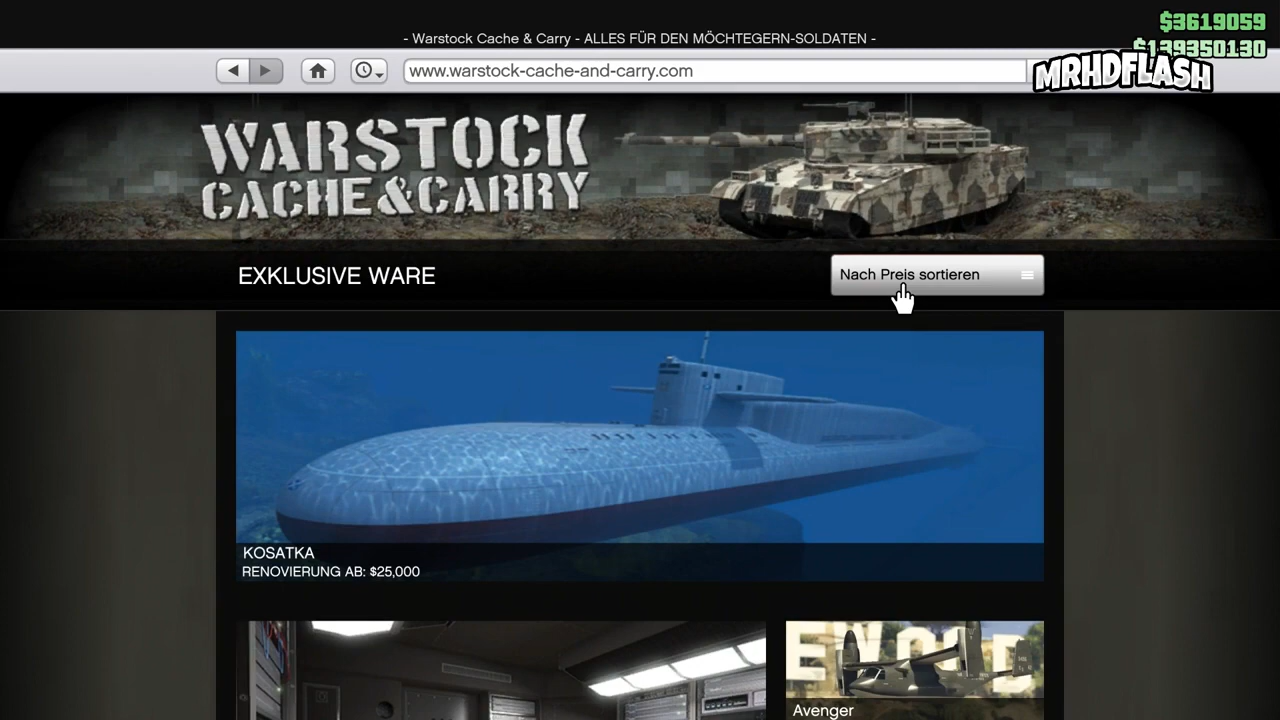 $3619059
- Warstock Cache & Carry - ALLES FÜR DEN MÖCHTEGERN-SOLDATEN -
$139350130
www.warstock-cache-and-carry.com
MRHDFLASH
WARSTOCK
CACHE&CARRY
EXKLUSIVE WARE
Nach Preis sortieren
KOSATKA
RENOVIERUNG AB: $25,000
Avenger